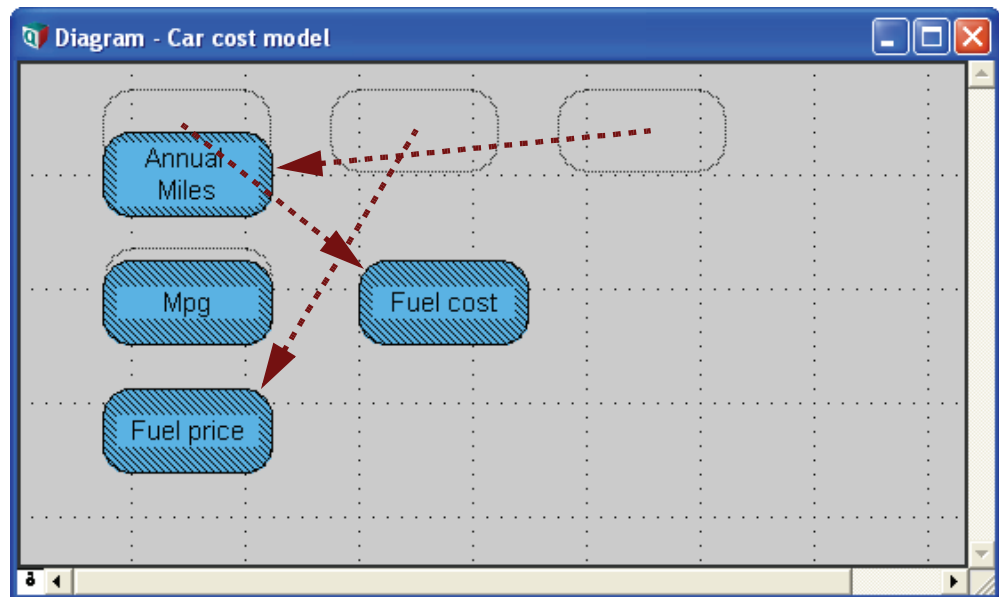 Diagram - Car cost model
Annual
Miles
Mpg
Fuel cost
Fuel price